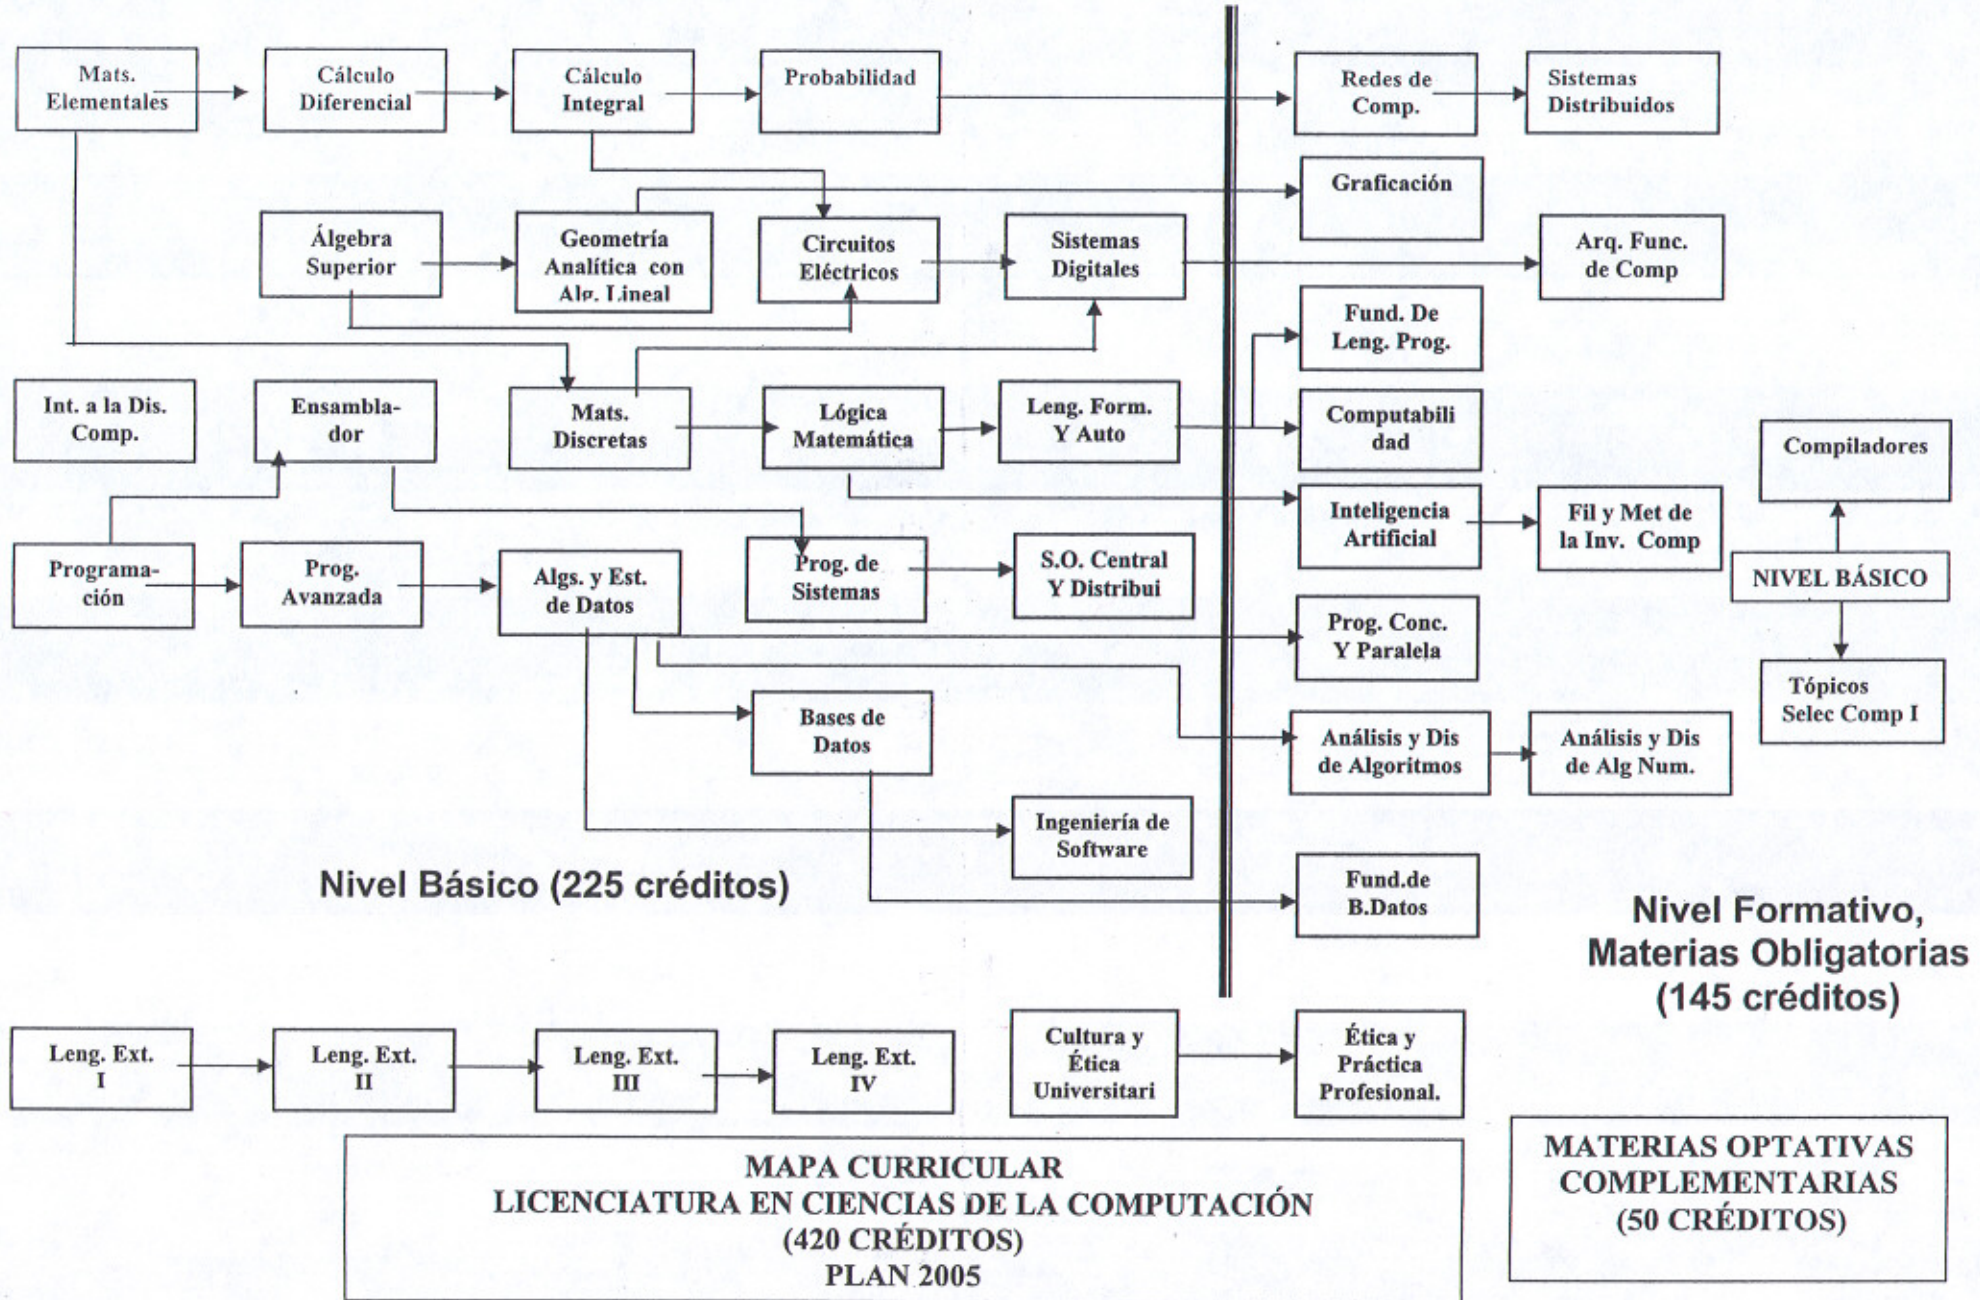 Mats.
Elementales
Cálculo
Diferencial
Cálculo
Integral
Probabilidad
Redes de
Comp.
Sistemas
Distribuidos
Graficación
Álgebra
Superior
Geometría
Analítica con
Alg. Lineal
Circuitos
Eléctricos
Sistemas
Digitales
Arq. Func.
de Comp
Fund. De
Leng. Prog.
Int. a la Dis.
Comp.
Ensambla-
dor
Mats.
Discretas
Lógica
Matemática
Leng. Form.
Y Auto
Computabili
dad
Compiladores
Inteligencia
Artificial
Fil y Met de
la Inv. Comp
Programa-
ción
Prog.
Avanzada
Algs. y Est.
de Datos
Prog. de
Sistemas
S.O. Central
Y Distribui
NIVEL BÁSICO
Prog. Conc.
Y Paralela
Tópicos
Selec Comp I
Bases de
Datos
Análisis y Dis
de Algoritmos
Análisis y Dis
de Alg Num.
Ingeniería de
Software
Nivel Básico (225 créditos)
Fund.de
B.Datos
Nivel Formativo,
Materias Obligatorias
(145 créditos)
Leng. Ext.
I
Leng. Ext.
II
Leng. Ext.
III
Leng. Ext.
IV
Cultura y
Ética
Universitari
Ética y
Práctica
Profesional.
MAPA CURRICULAR
LICENCIATURA EN CIENCIAS DE LA COMPUTACIÓN
(420 CRÉDITOS)
PLAN 2005
MATERIAS OPTATIVAS
COMPLEMENTARIAS
(50 CRÉDITOS)